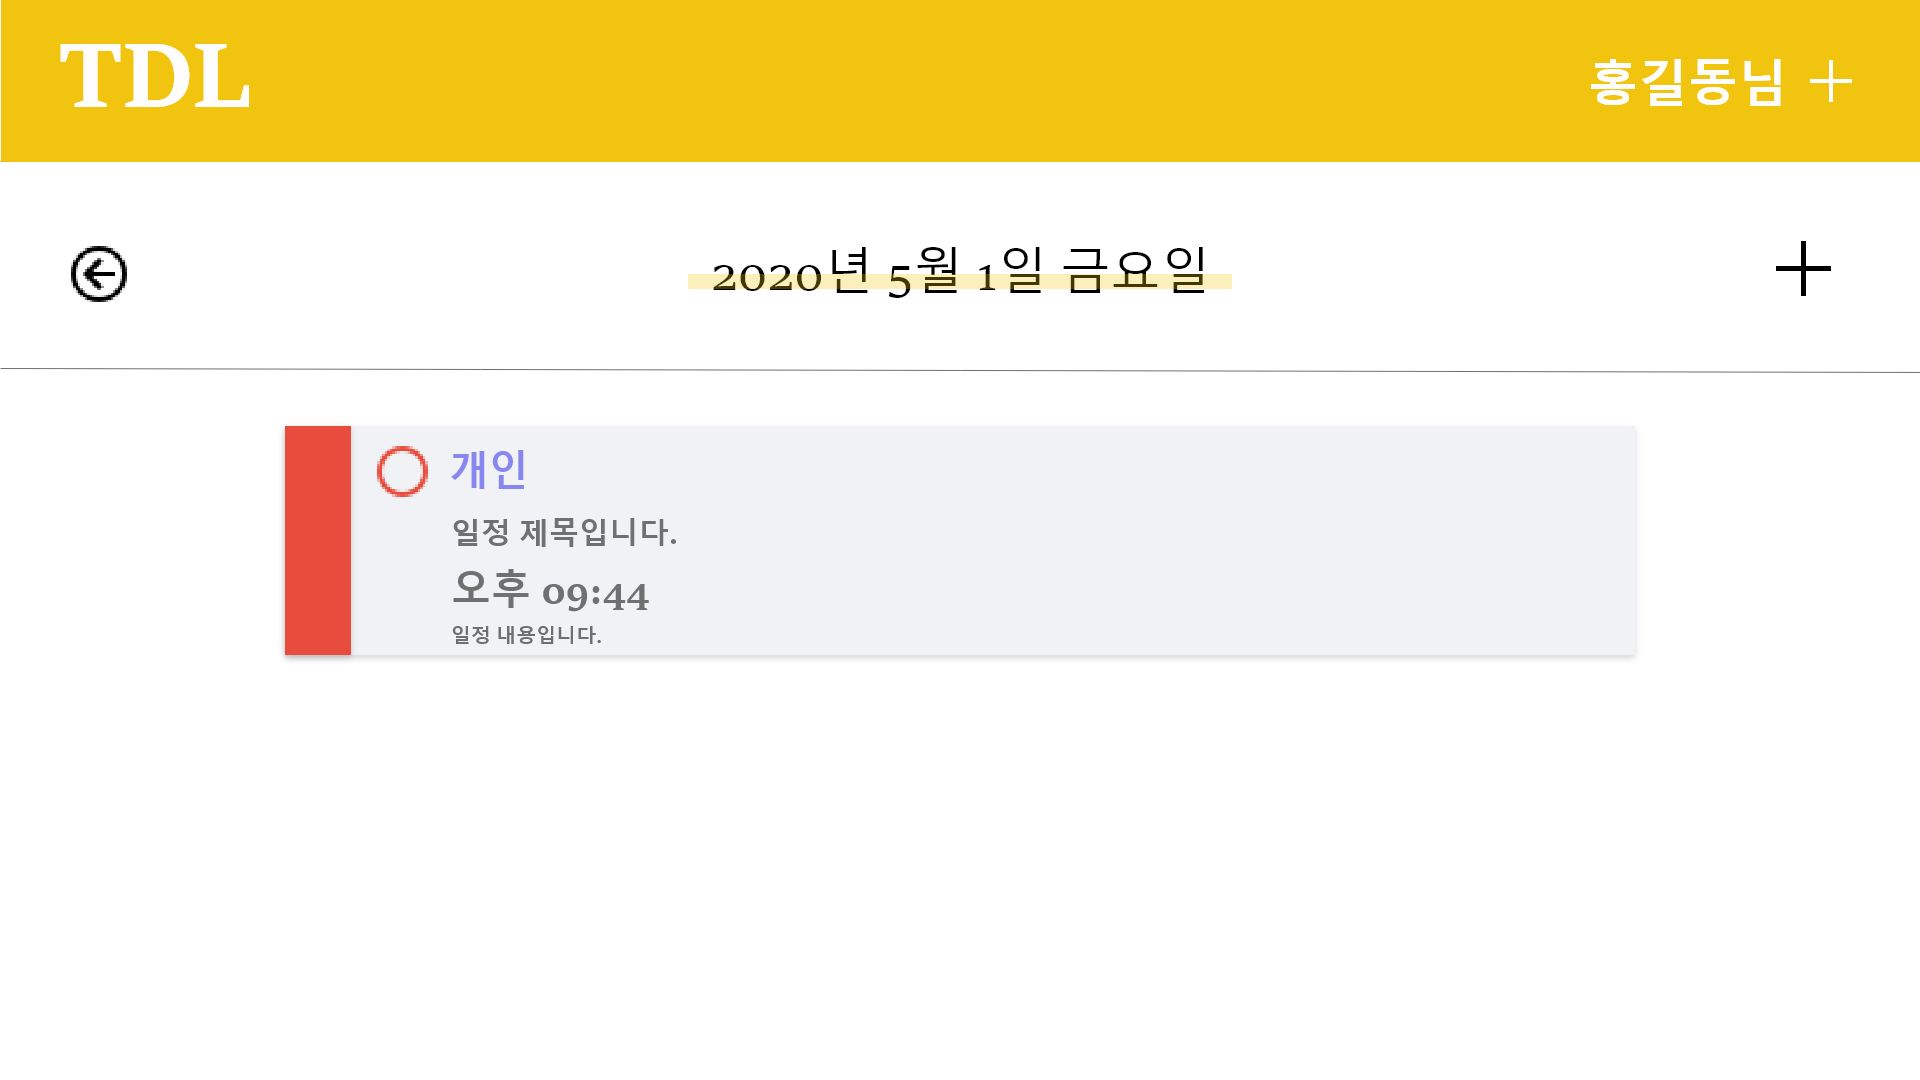 TDL
홍길동님
2020년 5월 1일 금요일
개인
일정 제목입니다.
오후 09:44
일정 내용입니다.